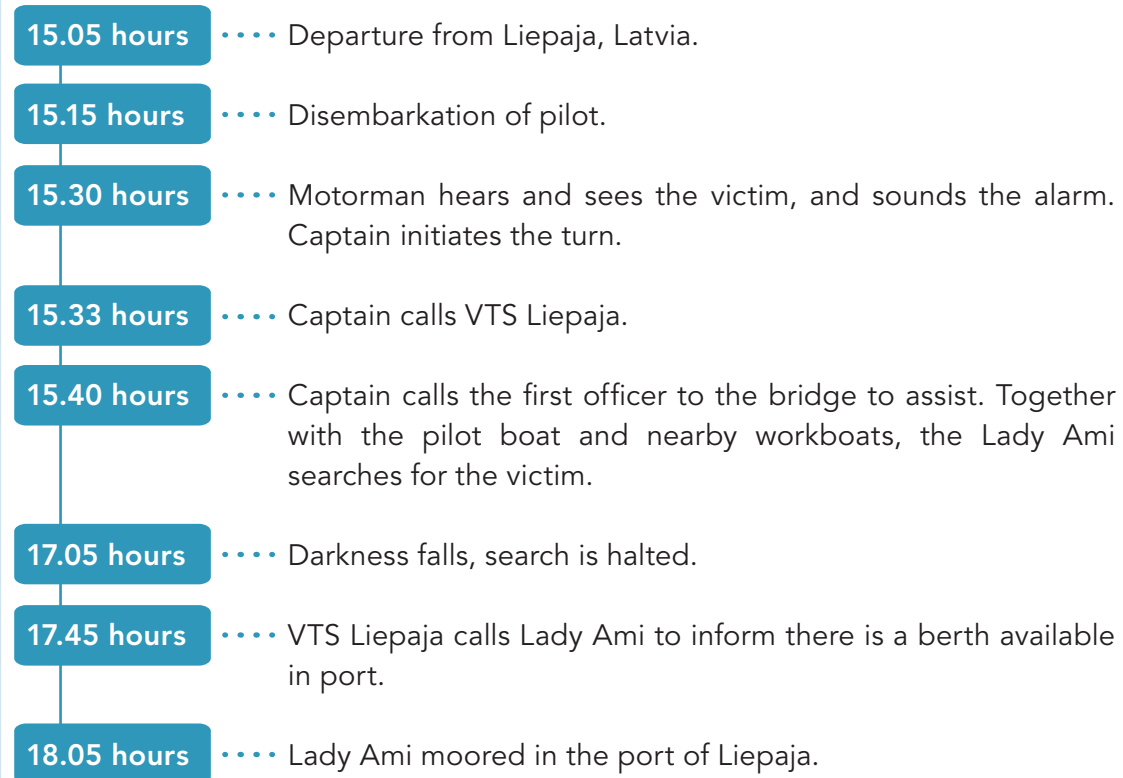 15.05 hours Departure from Liepaja, Latvia.
15.15 hours Disembarkation of pilot.
15.30 hours Motorman hears and sees the victim, and sounds the alarm.
Captain initiates the turn.
15.33 hours Captain calls VTS Liepaja.
15.40 hours Captain calls the first officer to the bridge to assist. Together
with the pilot boat and nearby workboats, the Lady Ami
searches for the victim.
17.05 hours Darkness falls, search is halted.
17.45 hours VTS Liepaja calls Lady Ami to inform there is a berth available
in port.
18.05 hours Lady Ami moored in the port of Liepaja.